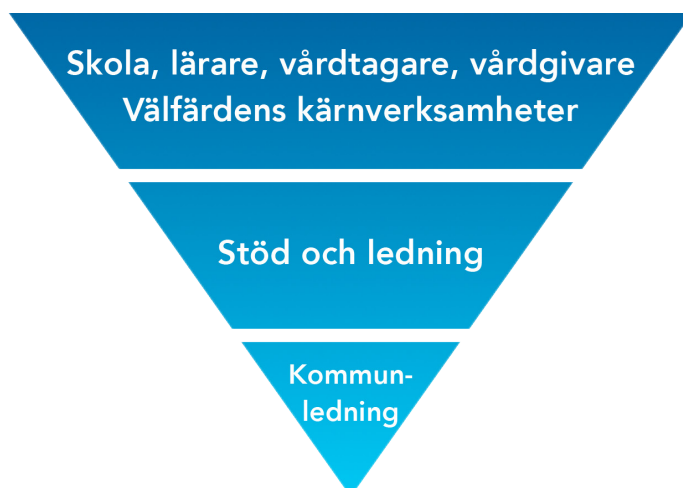 Skola, lärare, vårdtagare, vårdgivare
Välfärdens kärnverksamheter
Stöd och ledning
Kommun-
ledning